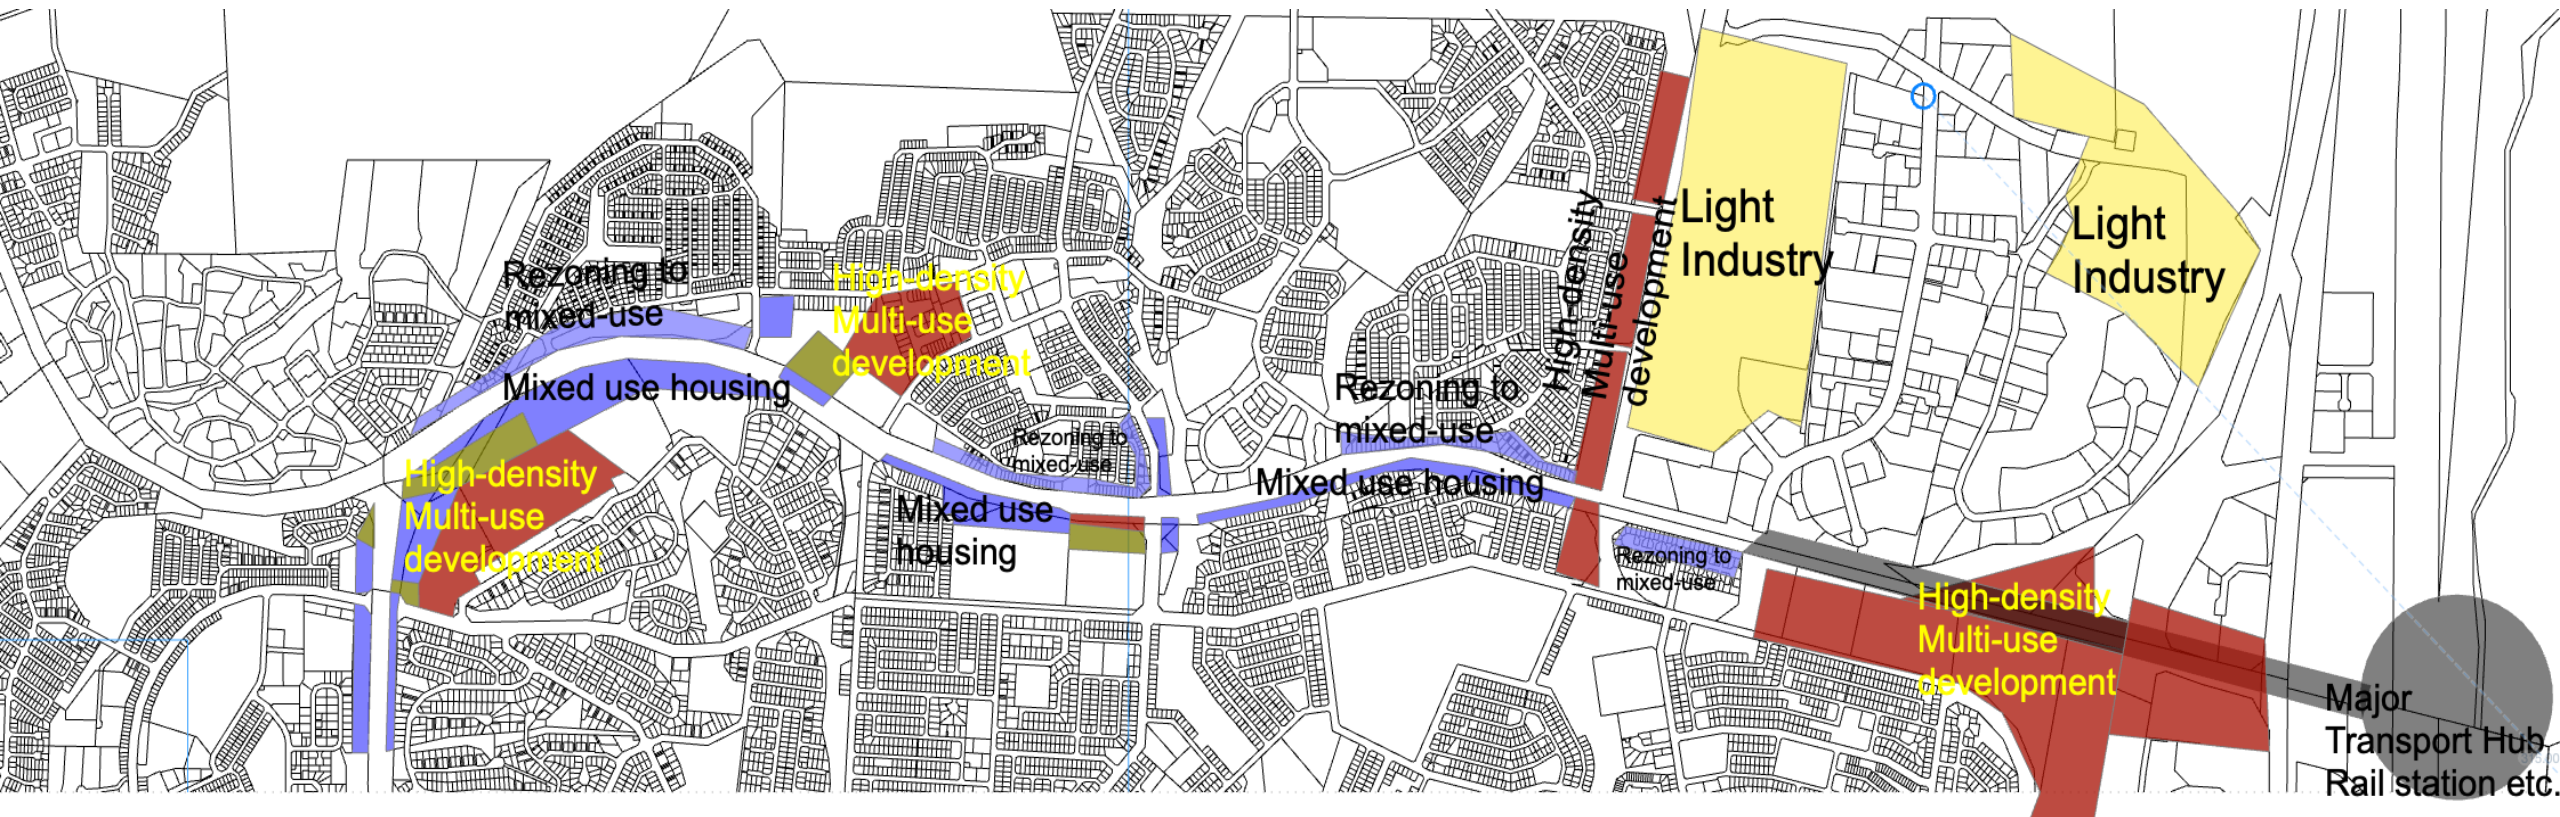 Rezoning to
mixed-use
Mixed use housing
High-density
Multi-use
development
High-density
Multi-use
development
Rezoning to
mixed-use
Mixed use
housing
Rezoning to
mixed-use
Mixed use housing
High-density
Multi-use
development
Light
Industry
Light
Industry
Rezoning to
mixed-use
High-density
Multi-use
development
Major
Transport Hub
Rail station etc.